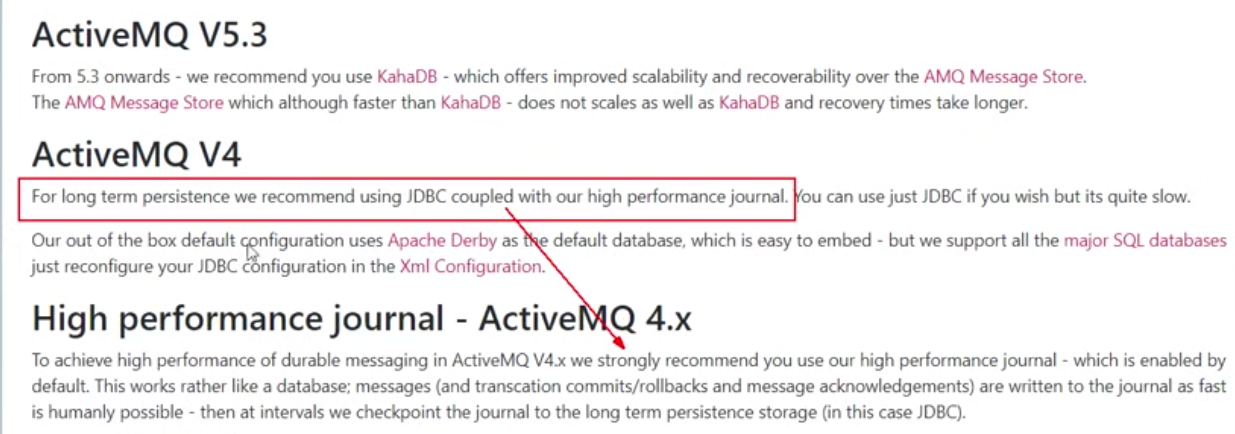 ActiveMQ V5.3
From 5.3 onwards - we recommend you use KahaDB - which offers improved scalability and recoverability over the AMQ Message Store.
The AMQ Message Store which although faster than KahaDB - does not scales as well as KahaDB and recovery times take longer.
ActiveMQ V4
For long term persistence we recommend using JDBC coupled with our high performance journal. You can use just JDBC if you wish but its quite slow.
Our out of the box default configuration uses Apache Derby as the default database, which is easy to embed - but we support all the major SQL databases
just reconfigure your JDBC configuration in the Xml Configuration.
High performance journal - ActiveMQ 4.x
To achieve high performance of durable messaging in ActiveMQ V4.x we strongly recommend you use our high performance journal - which is enabled by
default. This works rather like a database; messages (and transcation commits/rollbacks and message acknowledgements) are written to the journal as fast
is humanly possible - then at intervals we checkpoint the journal to the long term persistence storage (in this case JDBC).